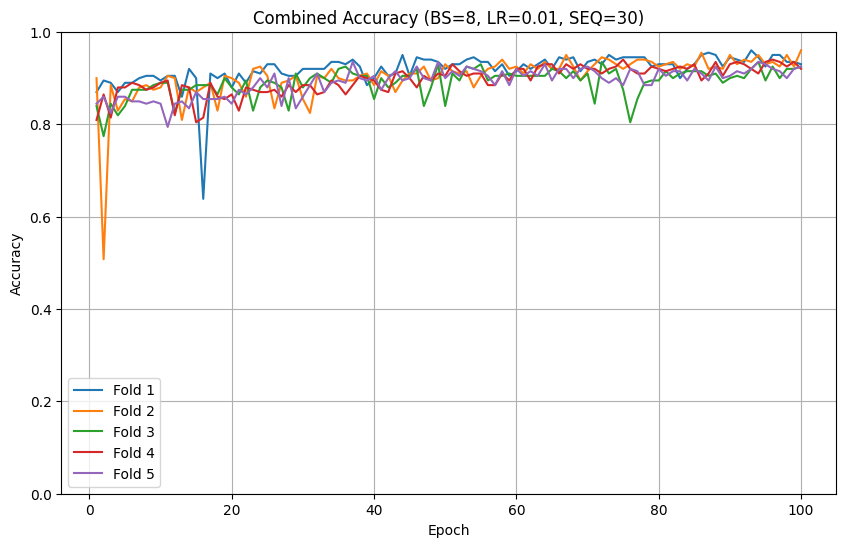 Combined Accuracy (BS=8, LR=0.01, SEQ=30)
1.0
0.8
0.6
0.4
0.2
0.0
Accuracy
Fold 1
Fold 2
Fold 3
Fold 4
Fold 5
0 20 40 60 80 100
Epoch